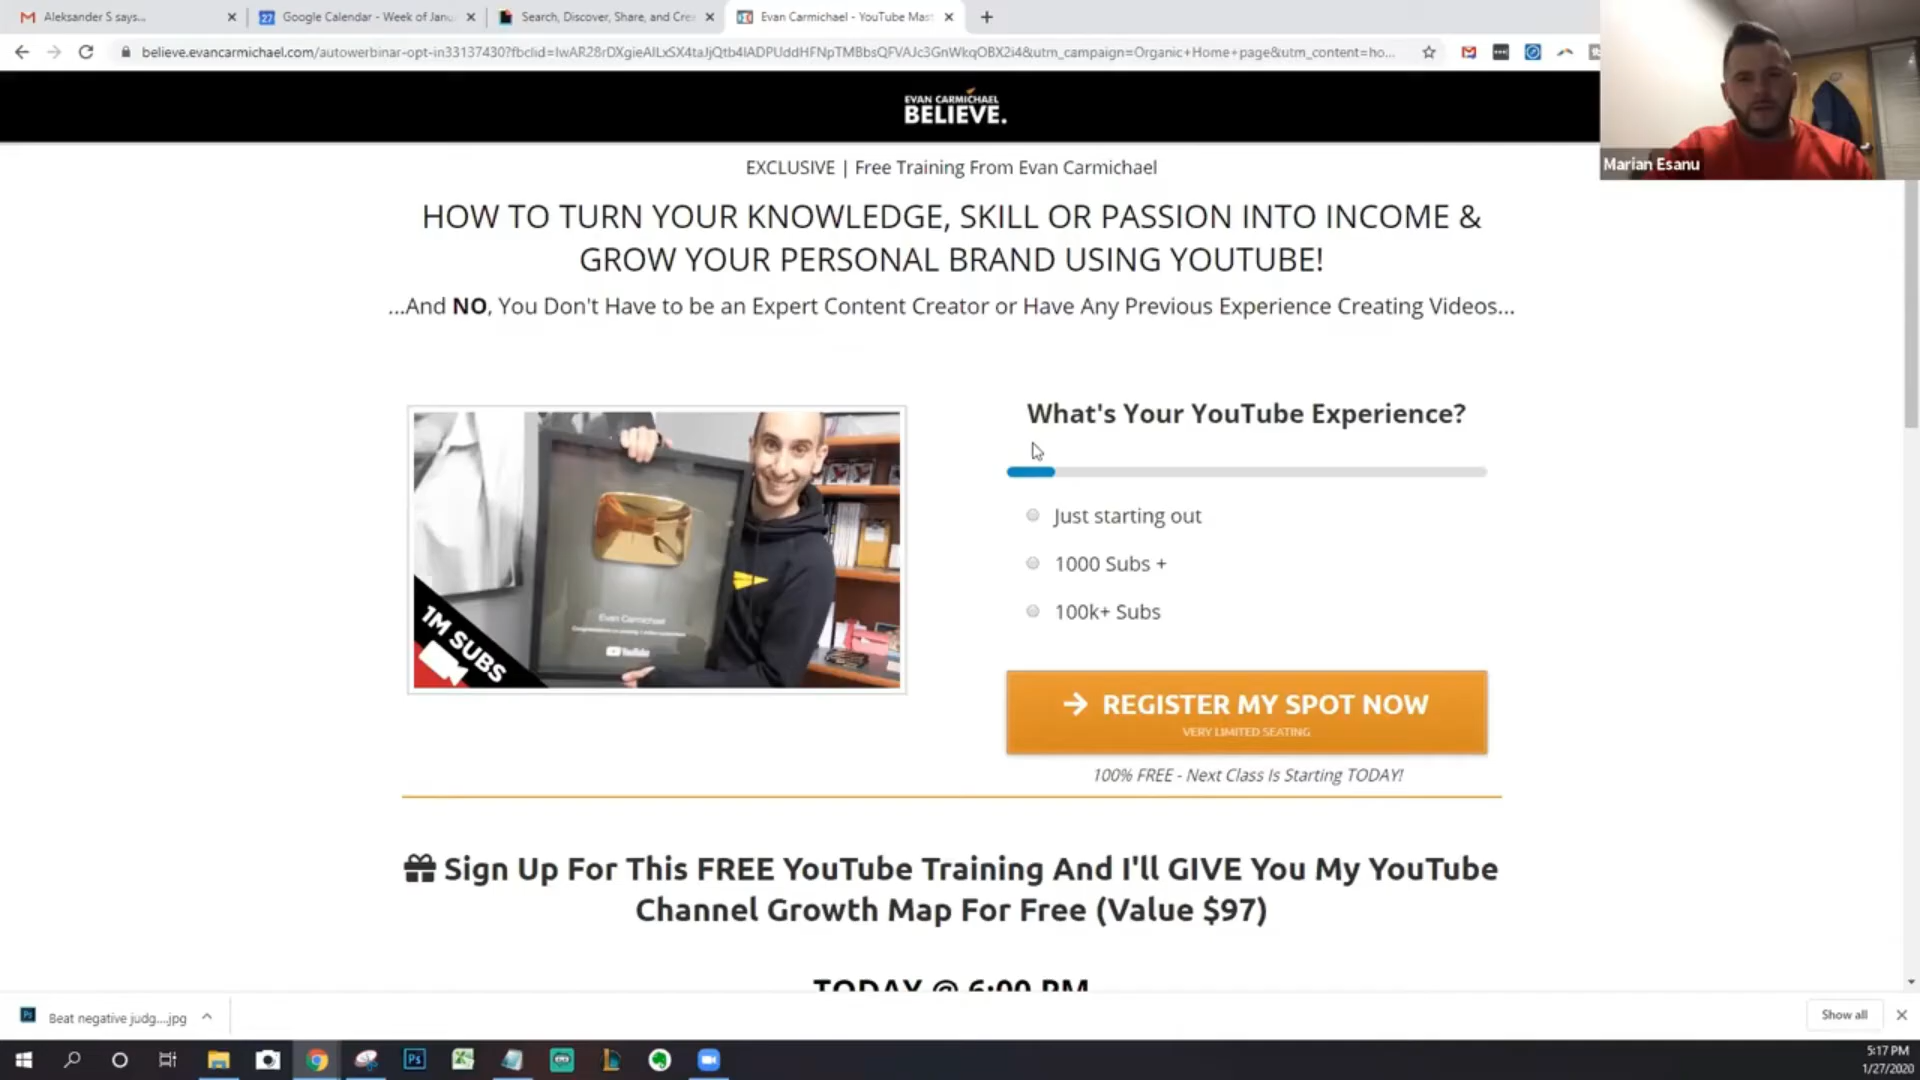 Aleksander S says...
Google Calendar - Week of Janu
Search, Discover, Share, and Cre
Evan Carmichael - YouTube Mast
believe.evancarmichael.com/autowerbinar-opt-in33137430?fbclid=IwAR28rDXgieAILxSX4taJjQtb4lADPUddHFNpTMBbsQFVAJc3GnWkqOBX2i4&utm_campaign=Organic+Home+page&utm_content=ho...
EVAN CARMICHAEL
BELIEVE.
Marian Esanu
EXCLUSIVE | Free Training From Evan Carmichael
HOW TO TURN YOUR KNOWLEDGE, SKILL OR PASSION INTO INCOME &
GROW YOUR PERSONAL BRAND USING YOUTUBE!
...And NO, You Don't Have to be an Expert Content Creator or Have Any Previous Experience Creating Videos...
Evan Carmichael
YouTube
1M SUBS
What's Your YouTube Experience?
Just starting out
1000 Subs +
100k+ Subs
REGISTER MY SPOT NOW
VERY LIMITED SEATING
100% FREE - Next Class Is Starting TODAY!
Sign Up For This FREE YouTube Training And I'll GIVE You My YouTube
Channel Growth Map For Free (Value $97)
TODAY @ 6:00 PM
Beat negative judg....jpg
Show all
5:17 PM
1/27/2020